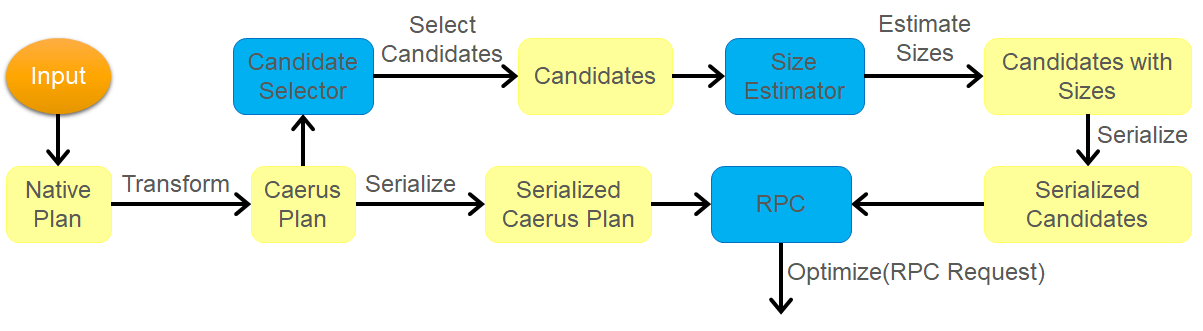 Input
Candidate
Selector
Select
Candidates
Candidates
Size
Estimator
Estimate
Sizes
Candidates with
Sizes
Serialize
Native
Plan
Transform
Caerus
Plan
Serialize
Serialized
Caerus Plan
RPC
Serialized
Candidates
Optimize(RPC Request)